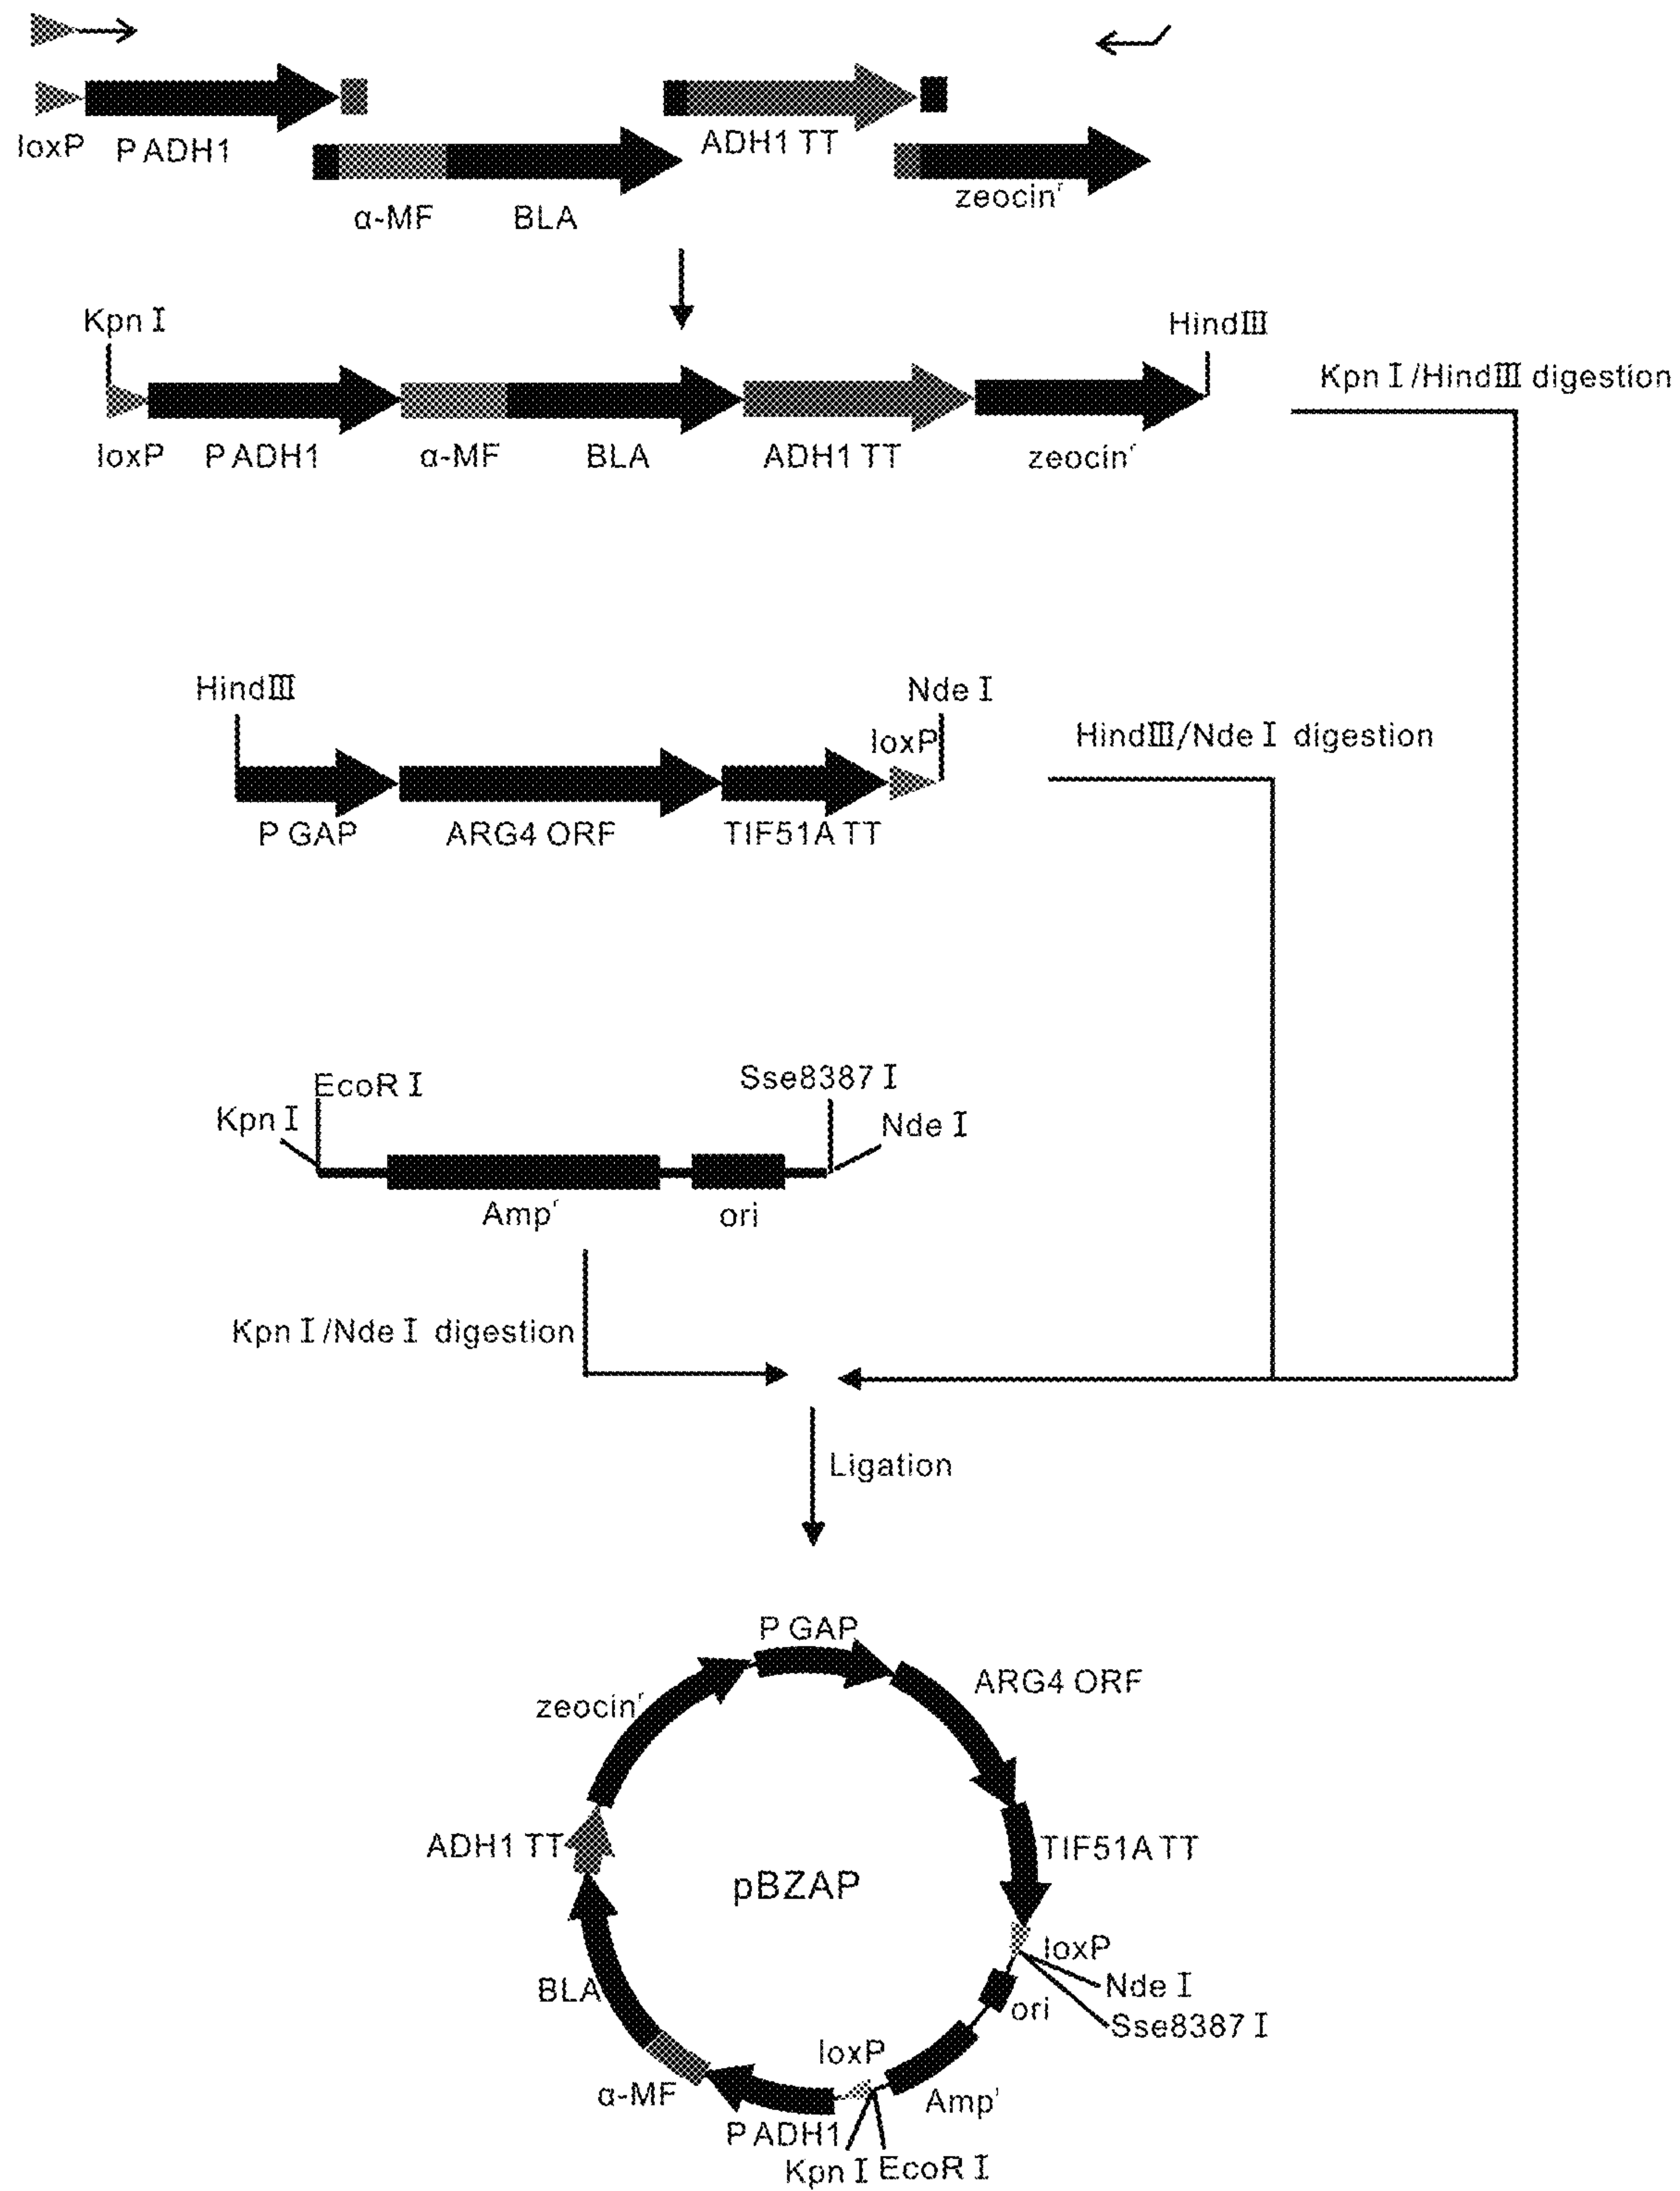 loxP
P ADH1
ADH1 TT
α-MF
BLA
zeocinʳ
Kpn Ⅰ
HindⅢ
Kpn Ⅰ/HindⅢ digestion
loxP
P ADH1
α-MF
BLA
ADH1 TT
zeocinʳ
HindⅢ
Nde Ⅰ
loxP
HindⅢ/Nde Ⅰ digestion
P GAP
ARG4 ORF
TIF51A TT
EcoR Ⅰ
Sse8387 Ⅰ
Kpn Ⅰ
Nde Ⅰ
Ampʳ
ori
Kpn Ⅰ/Nde Ⅰ digestion
Ligation
P GAP
ARG4 ORF
zeocinʳ
ADH1 TT
TIF51A TT
pBZAP
loxP
Nde Ⅰ
BLA
ori
Sse8387 Ⅰ
loxP
α-MF
Ampʳ
P ADH1
Kpn Ⅰ
EcoR Ⅰ